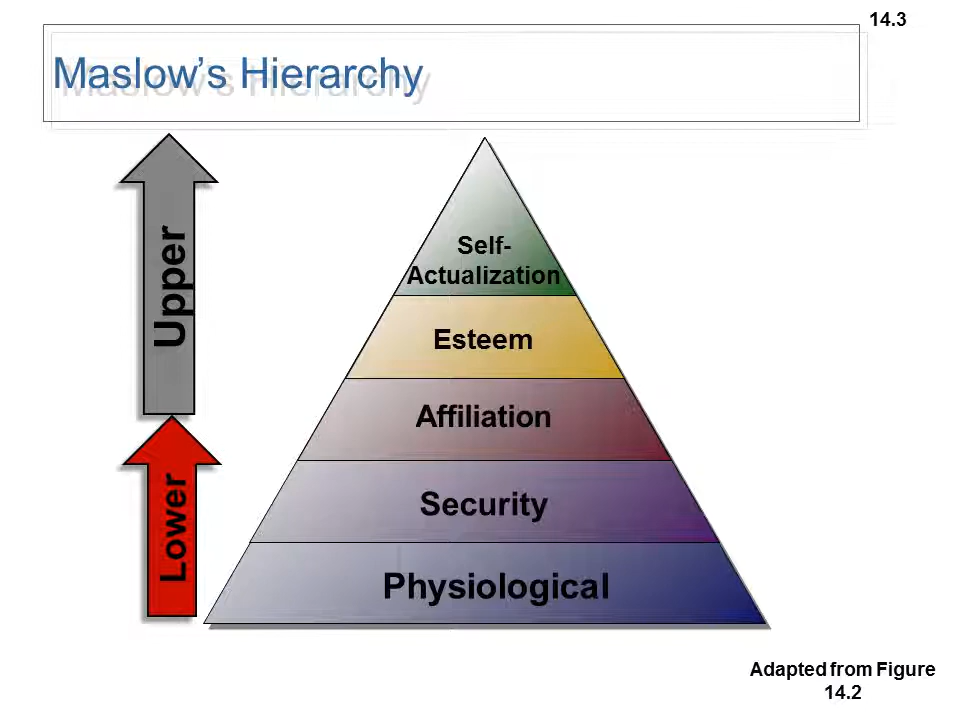 14.3
Maslow’s Hierarchy
Upper
Lower
Self-
Actualization
Esteem
Affiliation
Security
Physiological
Adapted from Figure
14.2